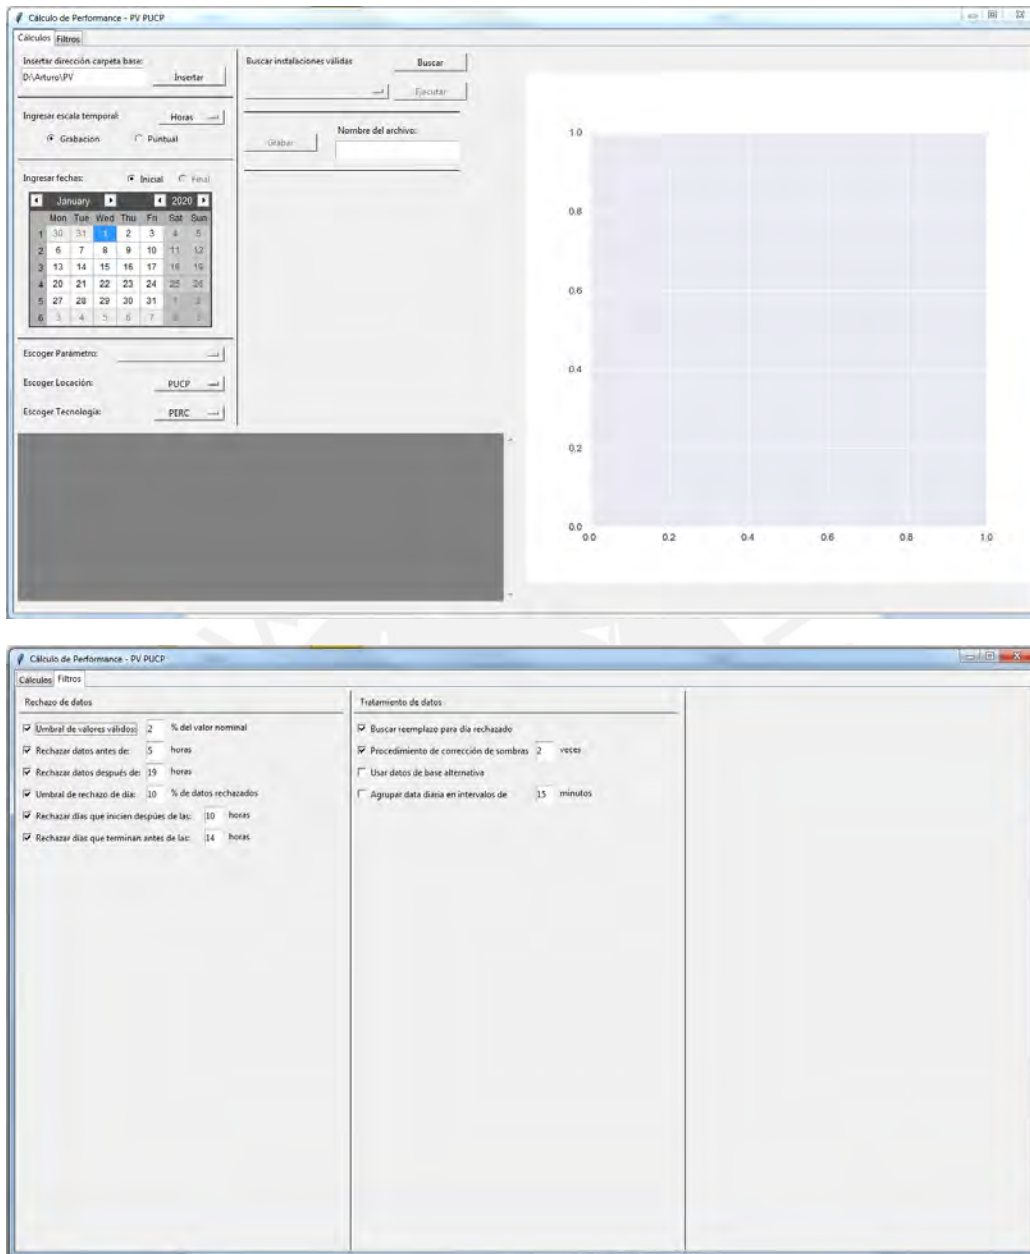 Cálculo de Performance - PV PUCP
Cálculos Filtros
Insertar dirección carpeta base:
D:\Arturo\PV Insertar
Ingresar escala temporal: Horas
Grabacion Puntual
Ingresar fechas: Inicial Final
January 2020
Mon Tue Wed Thu Fri Sat Sun
1 30 31 1 2 3 4 5
2 6 7 8 9 10 11 12
3 13 14 15 16 17 18 19
4 20 21 22 23 24 25 26
5 27 28 29 30 31 1 2
6 3 4 5 6 7 8 9
Escoger Parámetro:
Escoger Locación: PUCP
Escoger Tecnología: PERC
Buscar instalaciones válidas Buscar
Ejecutar
Nombre del archivo:
Grabar
1.0
0.8
0.6
0.4
0.2
0.0
0.0 0.2 0.4 0.6 0.8 1.0
Cálculo de Performance - PV PUCP
Cálculos Filtros
Rechazo de datos
Umbral de valores válidos: 2 % del valor nominal
Rechazar datos antes de: 5 horas
Rechazar datos después de: 19 horas
Umbral de rechazo de día: 10 % de datos rechazados
Rechazar días que inicien despúes de las: 10 horas
Rechazar días que terminan antes de las: 14 horas
Tratamiento de datos
Buscar reemplazo para día rechazado
Procedimiento de corrección de sombras 2 veces
Usar datos de base alternativa
Agrupar data diaria en intervalos de 15 minutos